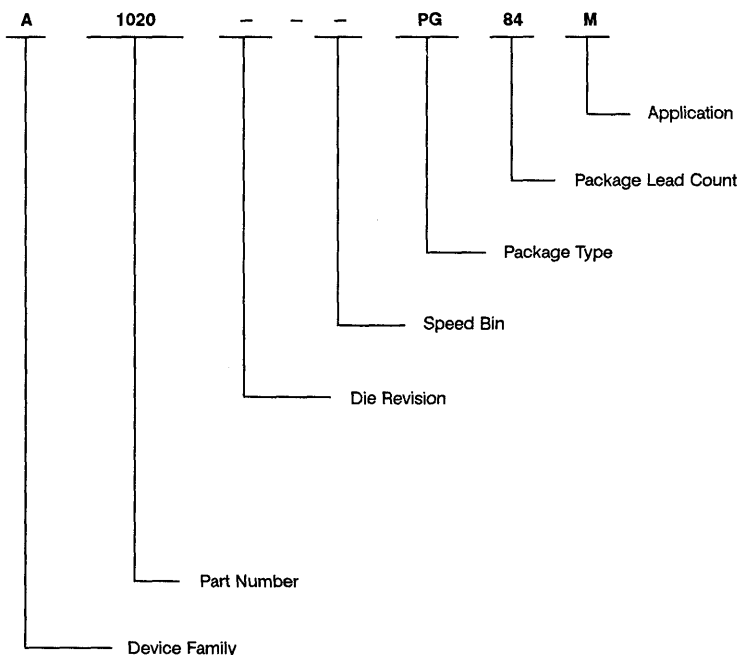 A 1020 – – – PG 84 M
Application
Package Lead Count
Package Type
Speed Bin
Die Revision
Part Number
Device Family